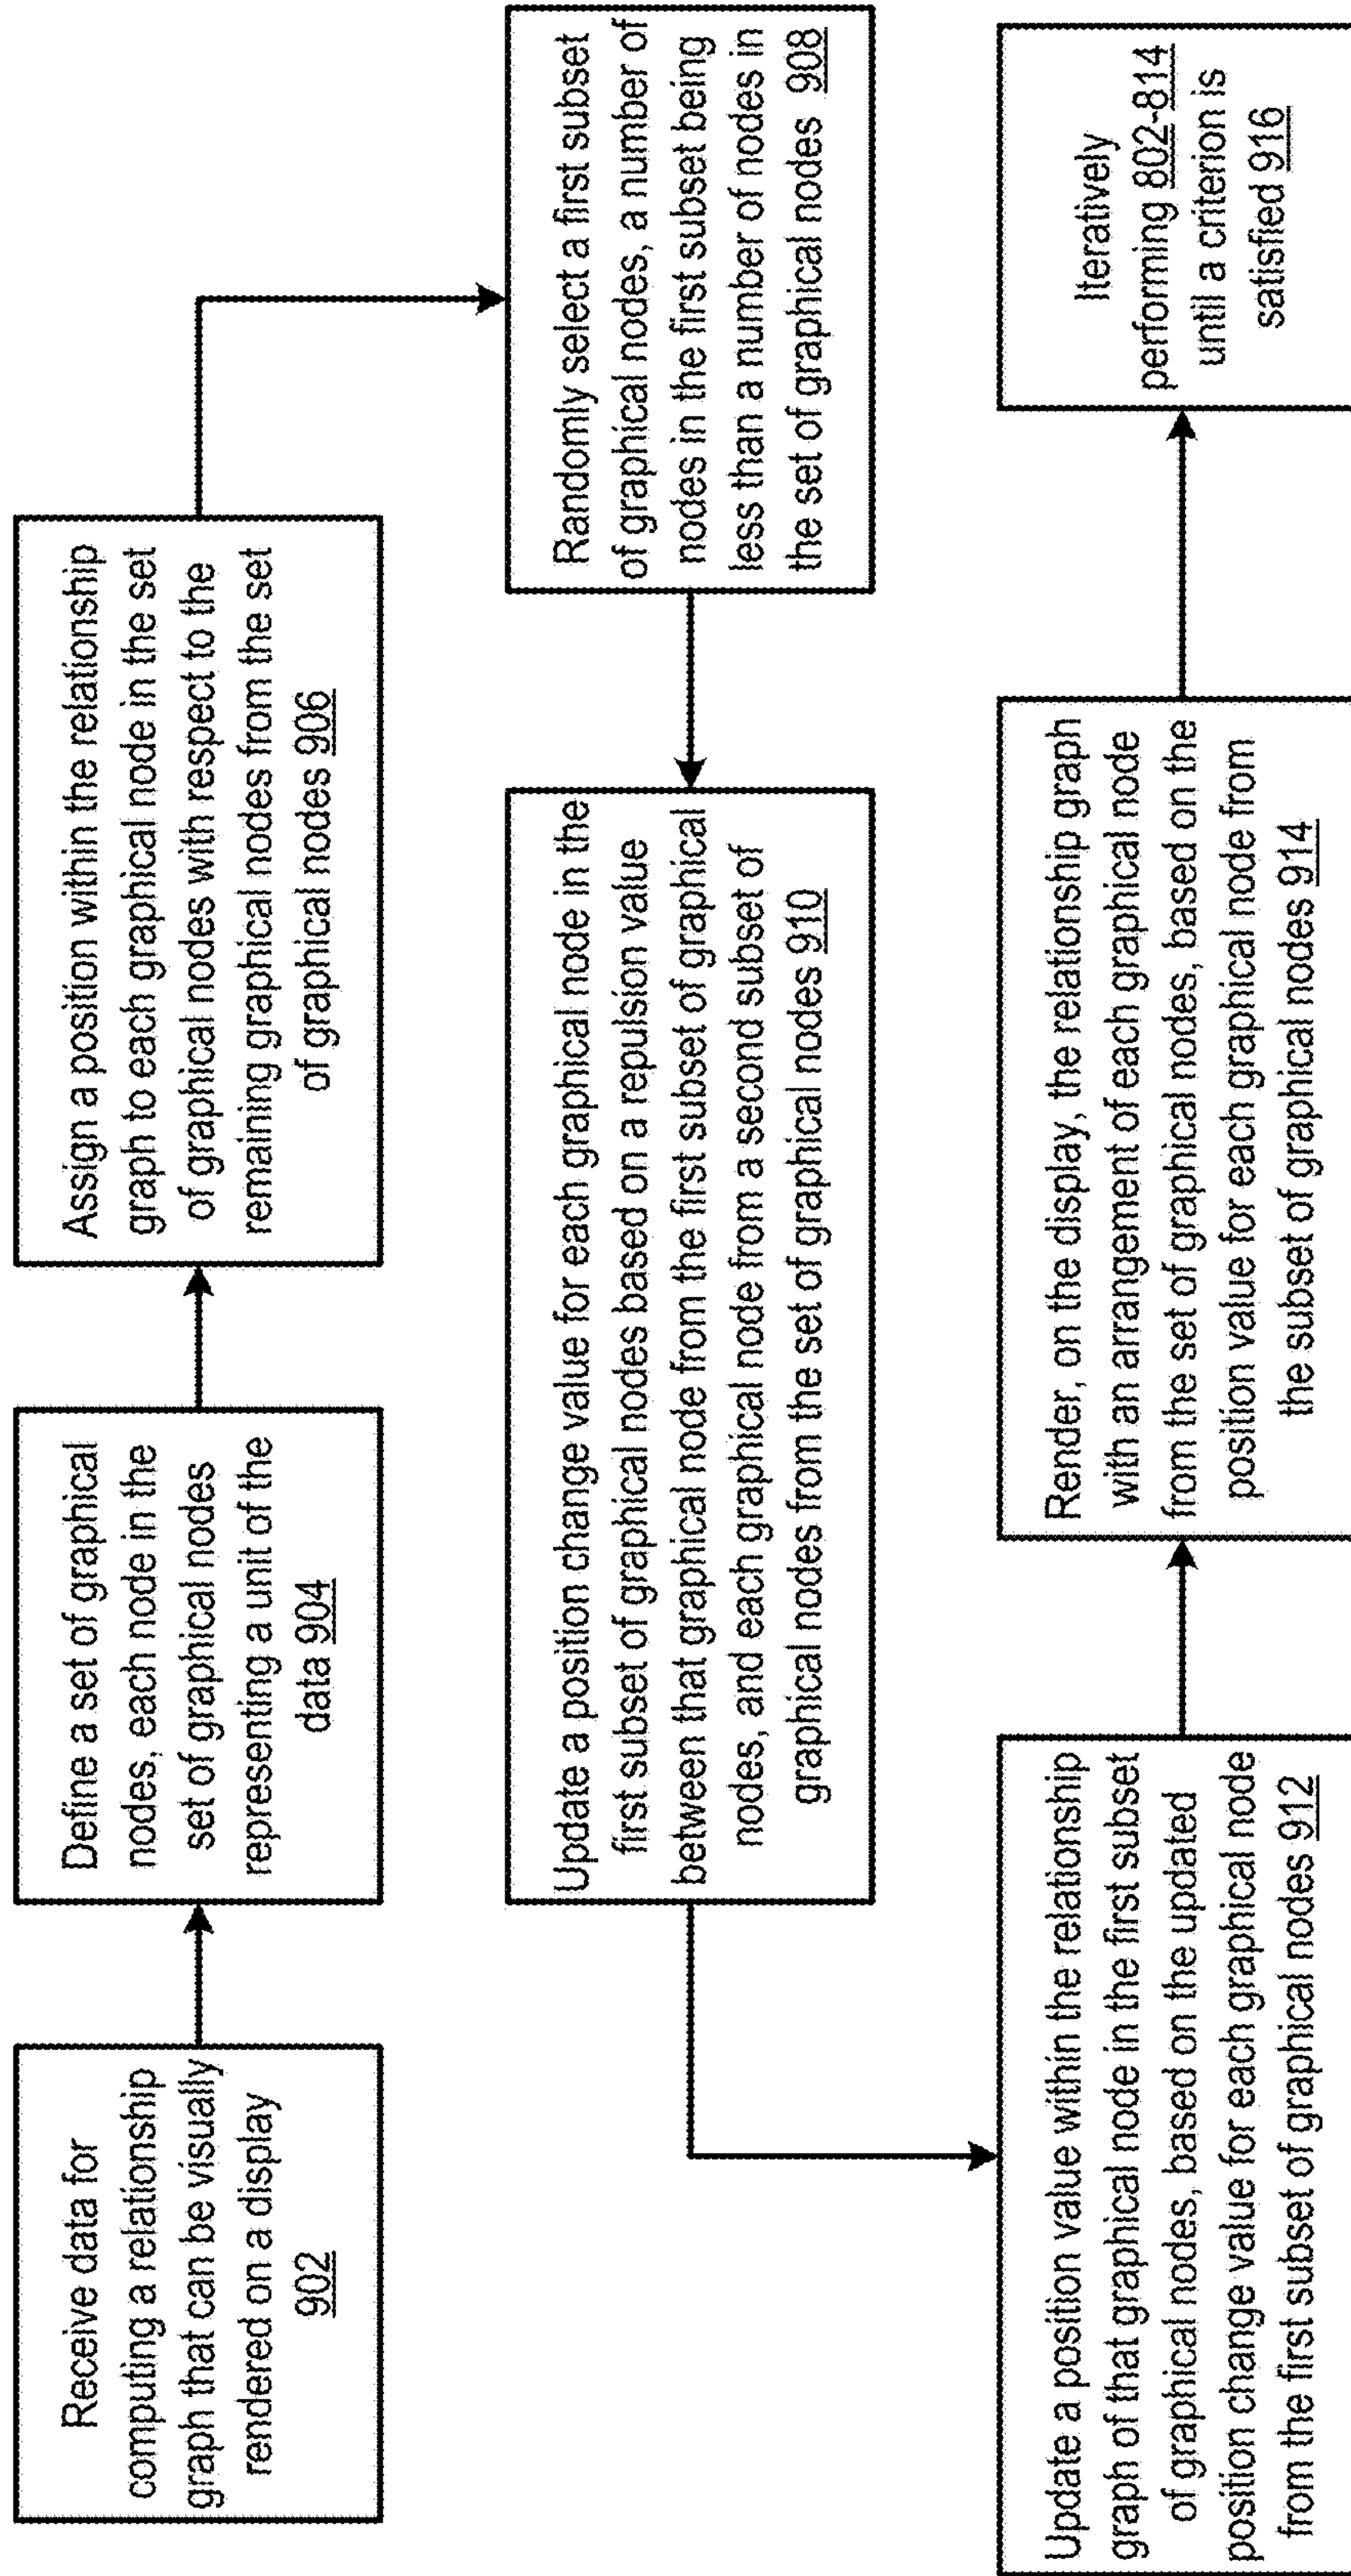 Receive data for
computing a relationship
graph that can be visually
rendered on a display
902
Define a set of graphical
nodes, each node in the
set of graphical nodes
representing a unit of the
data 904
Assign a position within the relationship
graph to each graphical node in the set
of graphical nodes with respect to the
remaining graphical nodes from the set
of graphical nodes 906
Randomly select a first subset
of graphical nodes, a number of
nodes in the first subset being
less than a number of nodes in
the set of graphical nodes 908
Update a position change value for each graphical node in the
first subset of graphical nodes based on a repulsion value
between that graphical node from the first subset of graphical
nodes, and each graphical node from a second subset of
graphical nodes from the set of graphical nodes 910
Update a position value within the relationship
graph of that graphical node in the first subset
of graphical nodes, based on the updated
position change value for each graphical node
from the first subset of graphical nodes 912
Render, on the display, the relationship graph
with an arrangement of each graphical node
from the set of graphical nodes, based on the
position value for each graphical node from
the subset of graphical nodes 914
Iteratively
performing 802-814
until a criterion is
satisfied 916